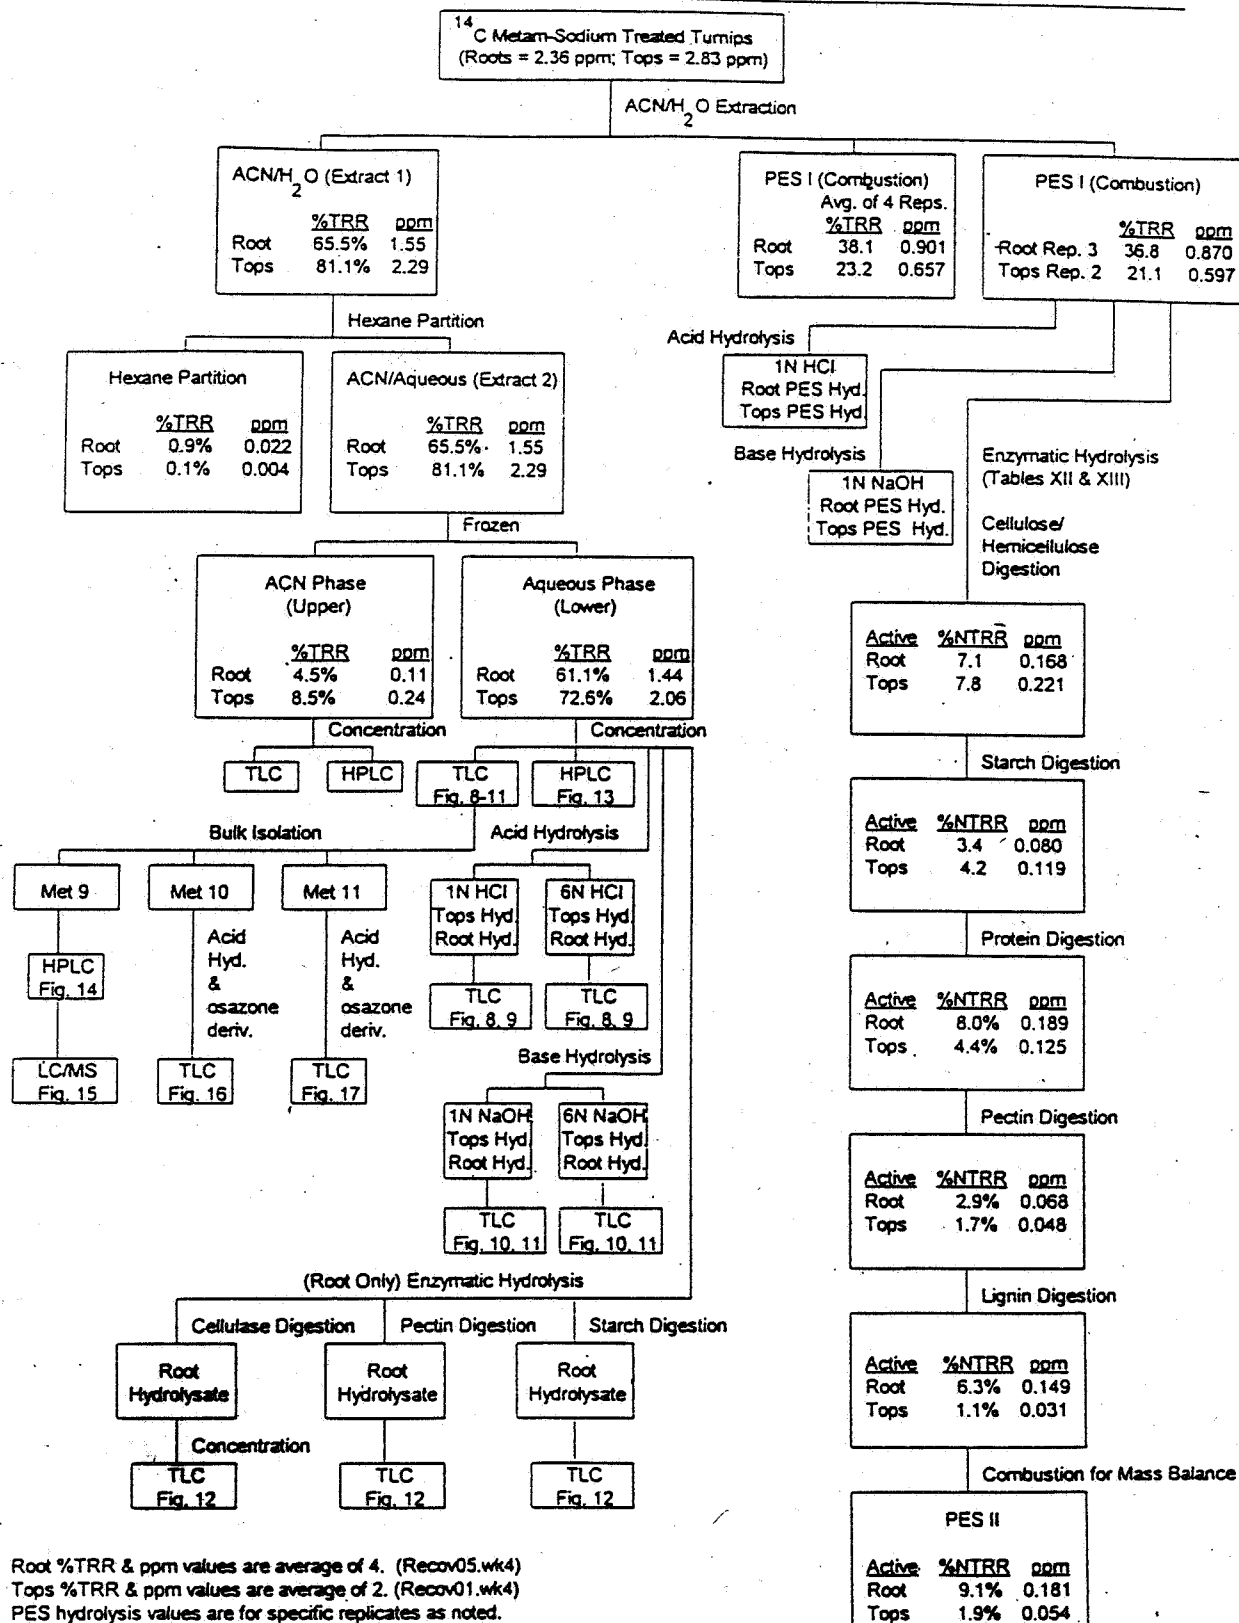 14
C Metam-Sodium Treated Turnips
(Roots = 2.36 ppm; Tops = 2.83 ppm)
ACN/H2O Extraction
ACN/H2O (Extract 1)
%TRR ppm
Root 65.5% 1.55
Tops 81.1% 2.29
PES I (Combustion)
Avg. of 4 Reps.
%TRR ppm
Root 38.1 0.901
Tops 23.2 0.657
PES I (Combustion)
%TRR ppm
Root Rep. 3 36.8 0.870
Tops Rep. 2 21.1 0.597
Hexane Partition
Hexane Partition
%TRR ppm
Root 0.9% 0.022
Tops 0.1% 0.004
ACN/Aqueous (Extract 2)
%TRR ppm
Root 65.5% 1.55
Tops 81.1% 2.29
Acid Hydrolysis
1N HCl
Root PES Hyd.
Tops PES Hyd.
Base Hydrolysis
1N NaOH
Root PES Hyd.
Tops PES Hyd.
Enzymatic Hydrolysis
(Tables XII & XIII)
Cellulose/
Hemicellulose
Digestion
Frozen
ACN Phase
(Upper)
%TRR ppm
Root 4.5% 0.11
Tops 8.5% 0.24
Aqueous Phase
(Lower)
%TRR ppm
Root 61.1% 1.44
Tops 72.6% 2.06
Active %NTRR ppm
Root 7.1 0.168
Tops 7.8 0.221
Concentration
Concentration
TLC
HPLC
TLC
Fig. 8-11
HPLC
Fig. 13
Starch Digestion
Active %NTRR ppm
Root 3.4 0.080
Tops 4.2 0.119
Bulk Isolation
Acid Hydrolysis
Met 9
Met 10
Met 11
1N HCl
Tops Hyd.
Root Hyd.
6N HCl
Tops Hyd.
Root Hyd.
HPLC
Fig. 14
Acid
Hyd.
&
osazone
deriv.
Acid
Hyd.
&
osazone
deriv.
TLC
Fig. 8, 9
TLC
Fig. 8, 9
Protein Digestion
Active %NTRR ppm
Root 8.0% 0.189
Tops 4.4% 0.125
LC/MS
Fig. 15
TLC
Fig. 16
TLC
Fig. 17
Base Hydrolysis
1N NaOH
Tops Hyd.
Root Hyd.
6N NaOH
Tops Hyd.
Root Hyd.
TLC
Fig. 10, 11
TLC
Fig. 10, 11
Pectin Digestion
Active %NTRR ppm
Root 2.9% 0.068
Tops 1.7% 0.048
(Root Only) Enzymatic Hydrolysis
Cellulase Digestion
Pectin Digestion
Starch Digestion
Root
Hydrolysate
Root
Hydrolysate
Root
Hydrolysate
Concentration
TLC
Fig. 12
TLC
Fig. 12
TLC
Fig. 12
Lignin Digestion
Active %NTRR ppm
Root 6.3% 0.149
Tops 1.1% 0.031
Combustion for Mass Balance
PES II
Active %NTRR ppm
Root 9.1% 0.181
Tops 1.9% 0.054
Root %TRR & ppm values are average of 4. (Recov05.wk4)
Tops %TRR & ppm values are average of 2. (Recov01.wk4)
PES hydrolysis values are for specific replicates as noted.